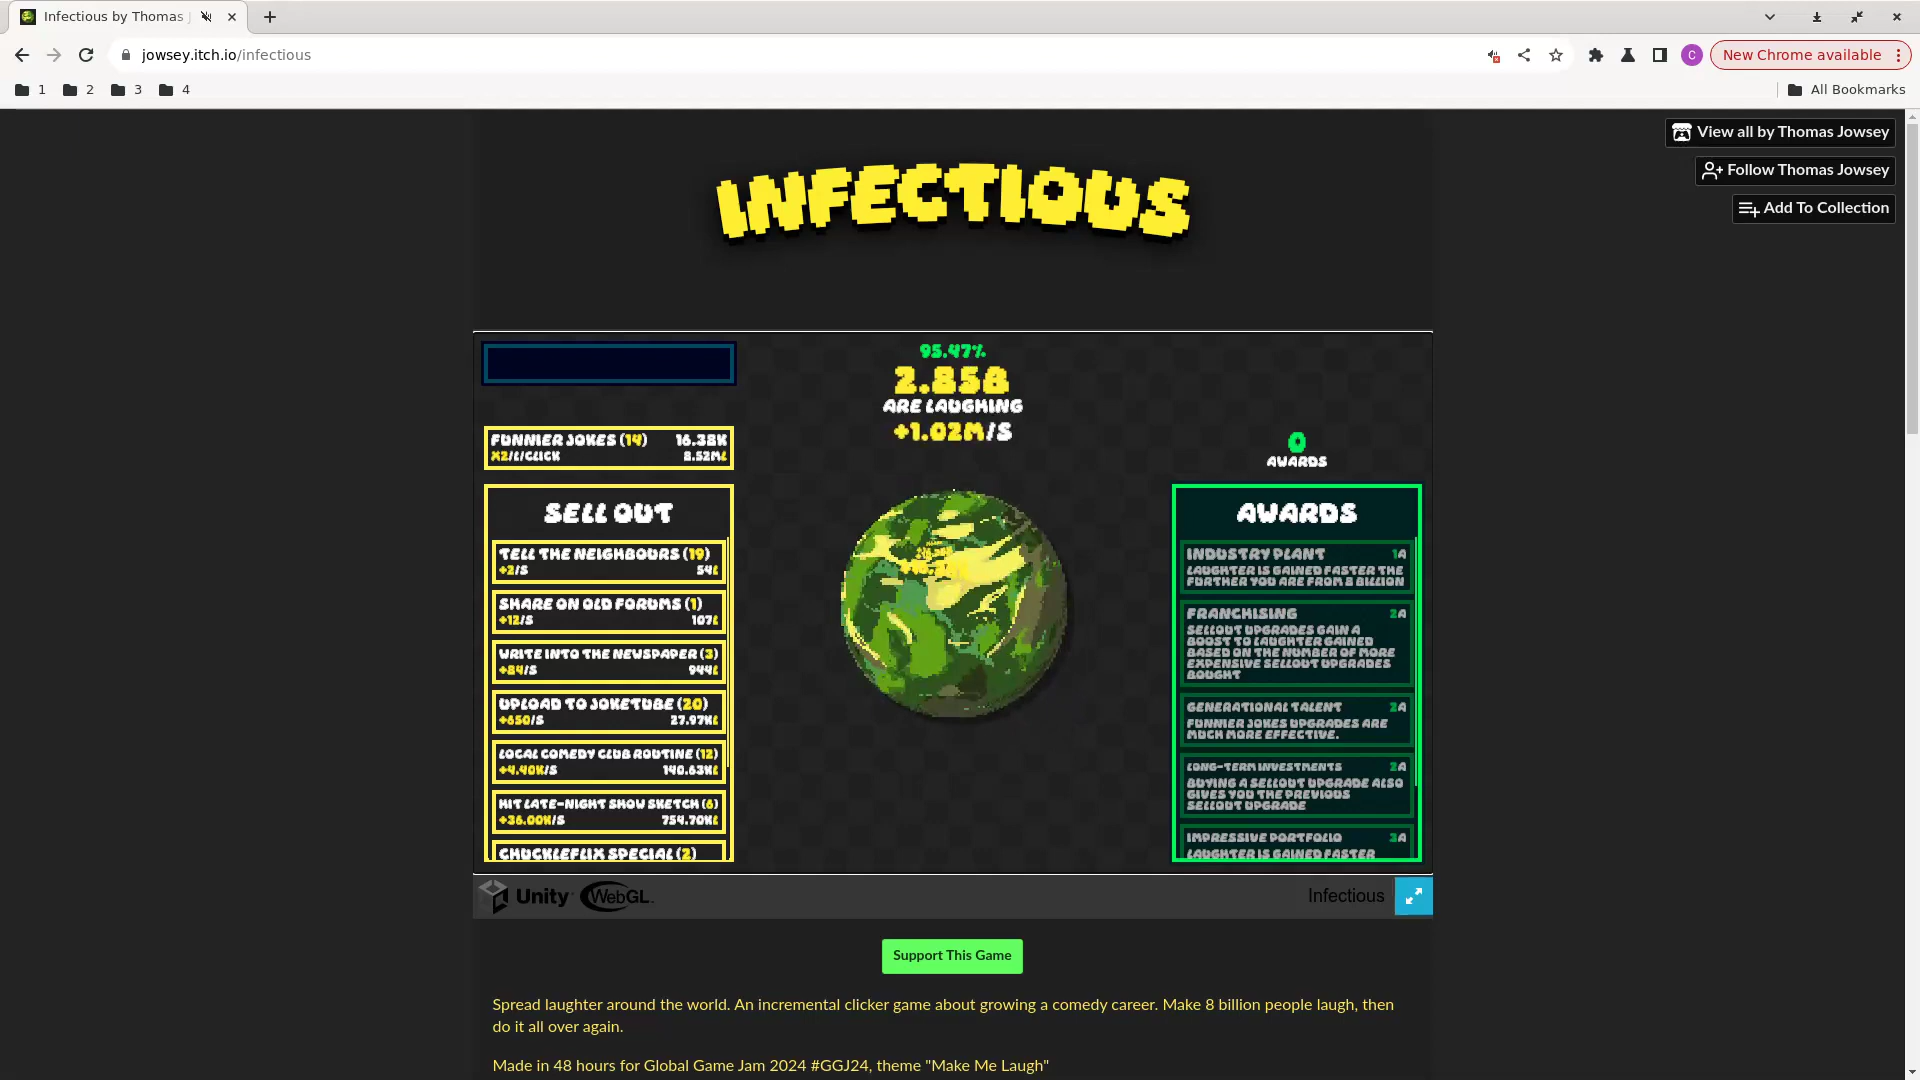 Infectious by Thomas J
jowsey.itch.io/infectious
New Chrome available
1
2
3
4
All Bookmarks
View all by Thomas Jowsey
Follow Thomas Jowsey
Add To Collection
INFECTIOUS
95.47%
2.85B
ARE LAUGHING
+1.02M/S
FUNNIER JOKES (14) 16.38K
X2/L/CLICK 8.52ML
SELL OUT
TELL THE NEIGHBOURS (19)
+2/S 54L
SHARE ON OLD FORUMS (1)
+12/S 107L
WRITE INTO THE NEWSPAPER (3)
+84/S 944L
UPLOAD TO JOKETUBE (20)
+650/S 27.97KL
LOCAL COMEDY CLUB ROUTINE (12)
+4.40K/S 140.63KL
HIT LATE-NIGHT SHOW SKETCH (6)
+36.00K/S 754.70KL
CHUCKLEFLIX SPECIAL (2)
0
AWARDS
AWARDS
INDUSTRY PLANT 1A
LAUGHTER IS GAINED FASTER THE
FURTHER YOU ARE FROM 8 BILLION
FRANCHISING 2A
SELLOUT UPGRADES GAIN A
BOOST TO LAUGHTER GAINED
BASED ON THE NUMBER OF MORE
EXPENSIVE SELLOUT UPGRADES
BOUGHT
GENERATIONAL TALENT 2A
FUNNIER JOKES UPGRADES ARE
MUCH MORE EFFECTIVE.
LONG-TERM INVESTMENTS 2A
BUYING A SELLOUT UPGRADE ALSO
GIVES YOU THE PREVIOUS
SELLOUT UPGRADE
IMPRESSIVE PORTFOLIO 3A
LAUGHTER IS GAINED FASTER
Unity WebGL
Infectious
Support This Game
Spread laughter around the world. An incremental clicker game about growing a comedy career. Make 8 billion people laugh, then
do it all over again.
Made in 48 hours for Global Game Jam 2024 #GGJ24, theme "Make Me Laugh"